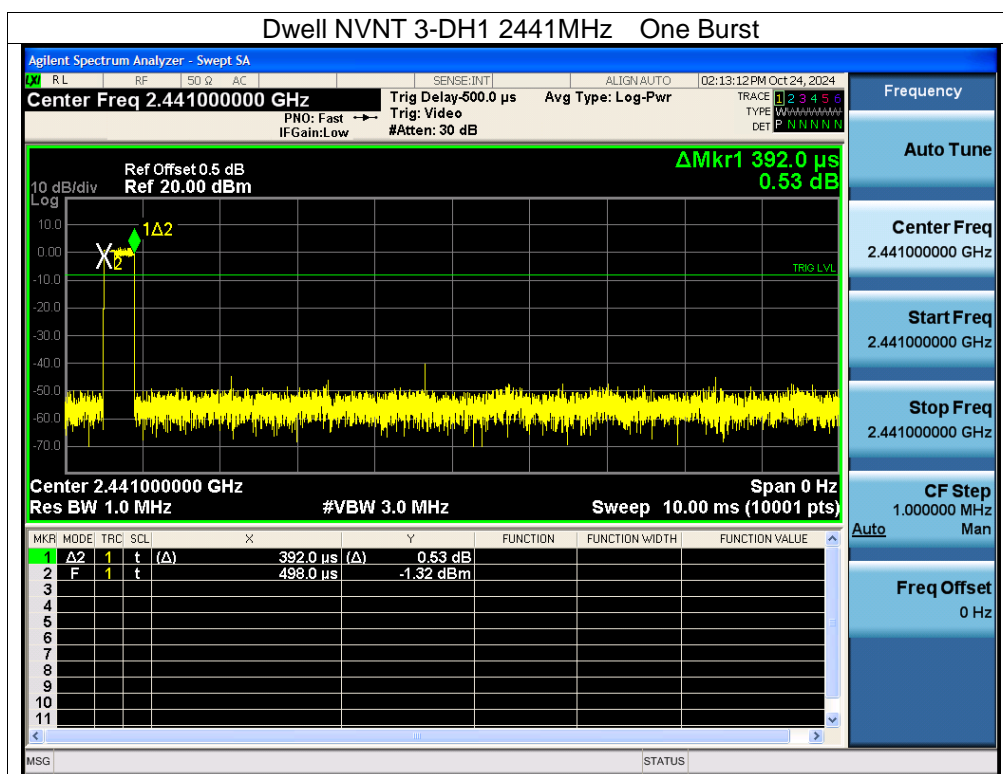 Dwell NVNT 3-DH1 2441MHz One Burst
Agilent Spectrum Analyzer - Swept SA
LXI RL RF 50 Ω AC SENSE:INT ALIGN AUTO 02:13:12 PM Oct 24, 2024
Center Freq 2.441000000 GHz
PNO: Fast
IFGain:Low
Trig Delay-500.0 µs
Trig: Video
#Atten: 30 dB
Avg Type: Log-Pwr
TRACE 1 2 3 4 5 6
TYPE WWWWWW
DET P N N N N N
ΔMkr1 392.0 µs
0.53 dB
Ref Offset 0.5 dB
10 dB/div Ref 20.00 dBm
Log
10.0
0.00
-10.0
-20.0
-30.0
-40.0
-50.0
-60.0
-70.0
1Δ2
X2
TRIG LVL
Center 2.441000000 GHz Span 0 Hz
Res BW 1.0 MHz #VBW 3.0 MHz Sweep 10.00 ms (10001 pts)
MKR MODE TRC SCL X Y FUNCTION FUNCTION WIDTH FUNCTION VALUE
1 Δ2 1 t (Δ) 392.0 µs (Δ) 0.53 dB
2 F 1 t 498.0 µs -1.32 dBm
3
4
5
6
7
8
9
10
11
MSG STATUS
Frequency
Auto Tune
Center Freq
2.441000000 GHz
Start Freq
2.441000000 GHz
Stop Freq
2.441000000 GHz
CF Step
1.000000 MHz
Auto Man
Freq Offset
0 Hz